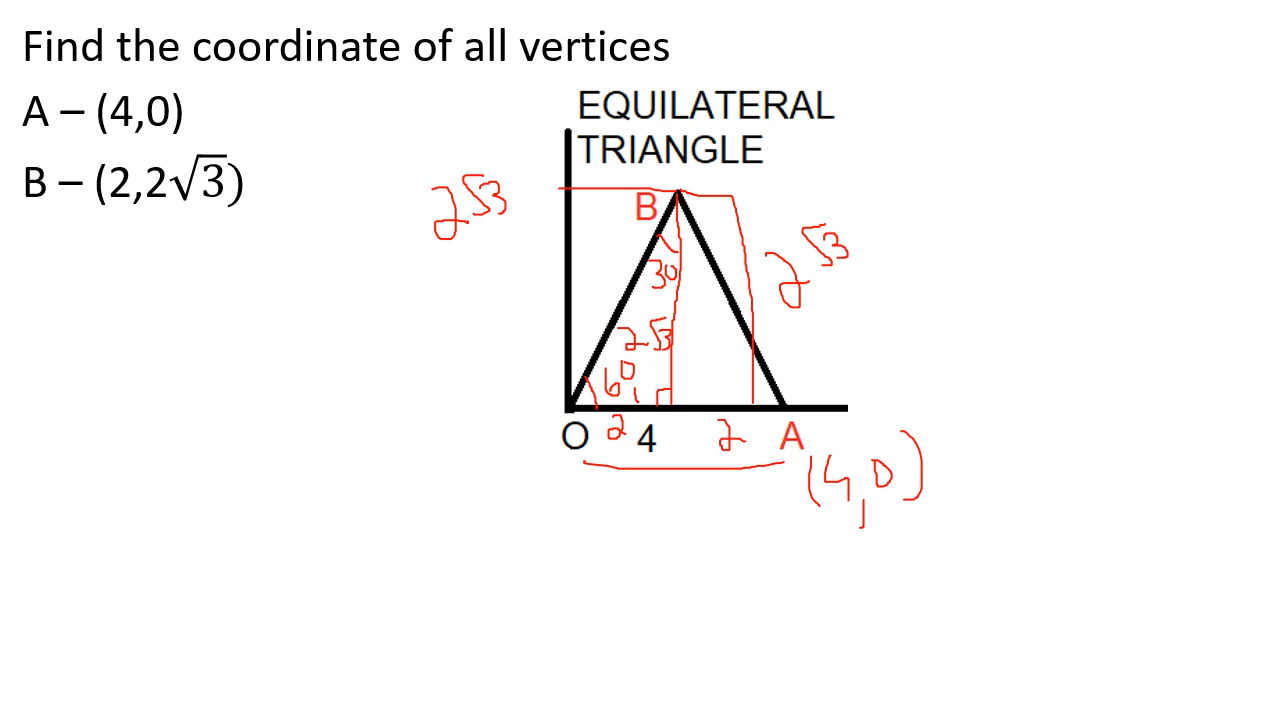 Find the coordinate of all vertices
A – (4,0)
B – (2,2√3)
EQUILATERAL
TRIANGLE
2√3
B
30
2√3
2√3
60
O
2
4
2
A
(4,0)